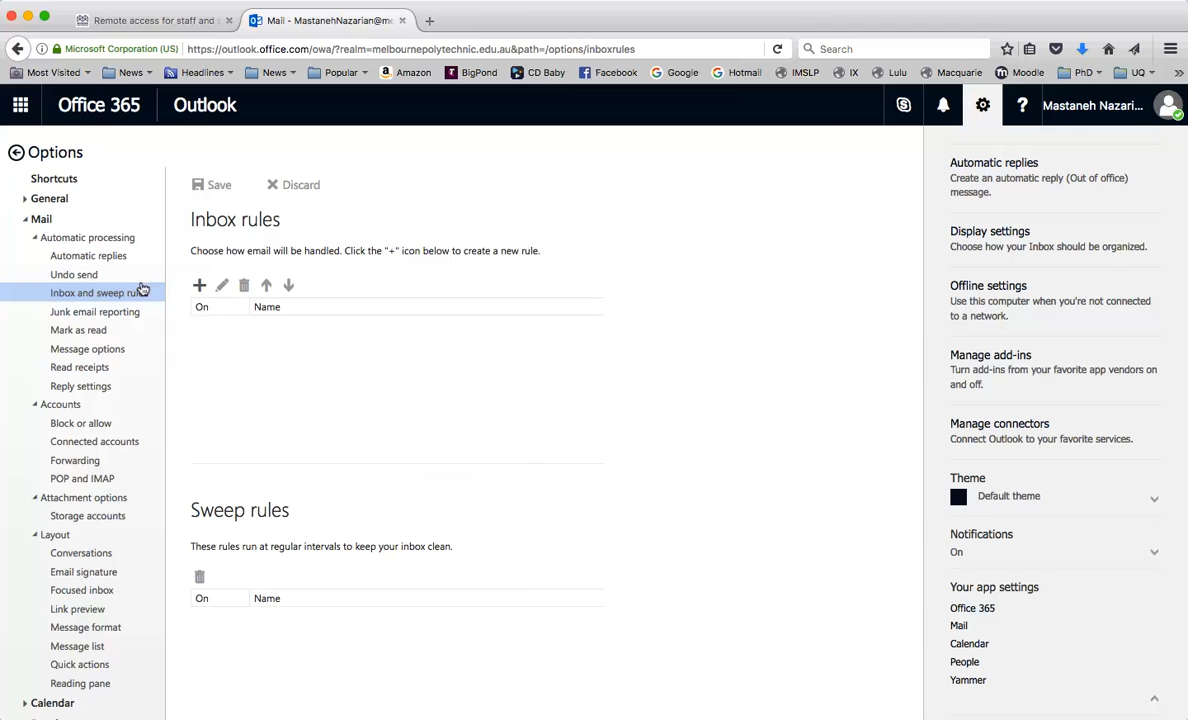 Remote access for staff and s
Mail - MastanehNazarian@me
Microsoft Corporation (US)
https://outlook.office.com/owa/?realm=melbournepolytechnic.edu.au&path=/options/inboxrules
Search
Most Visited
News
Headlines
News
Popular
Amazon
BigPond
CD Baby
Facebook
Google
Hotmail
IMSLP
IX
Lulu
Macquarie
Moodle
PhD
UQ
Office 365
Outlook
Mastaneh Nazari...
Options
Shortcuts
General
Mail
Automatic processing
Automatic replies
Undo send
Inbox and sweep rules
Junk email reporting
Mark as read
Message options
Read receipts
Reply settings
Accounts
Block or allow
Connected accounts
Forwarding
POP and IMAP
Attachment options
Storage accounts
Layout
Conversations
Email signature
Focused inbox
Link preview
Message format
Message list
Quick actions
Reading pane
Calendar
Save
Discard
Inbox rules
Choose how email will be handled. Click the "+" icon below to create a new rule.
On
Name
Sweep rules
These rules run at regular intervals to keep your inbox clean.
On
Name
Automatic replies
Create an automatic reply (Out of office)
message.
Display settings
Choose how your Inbox should be organized.
Offline settings
Use this computer when you're not connected
to a network.
Manage add-ins
Turn add-ins from your favorite app vendors on
and off.
Manage connectors
Connect Outlook to your favorite services.
Theme
Default theme
Notifications
On
Your app settings
Office 365
Mail
Calendar
People
Yammer